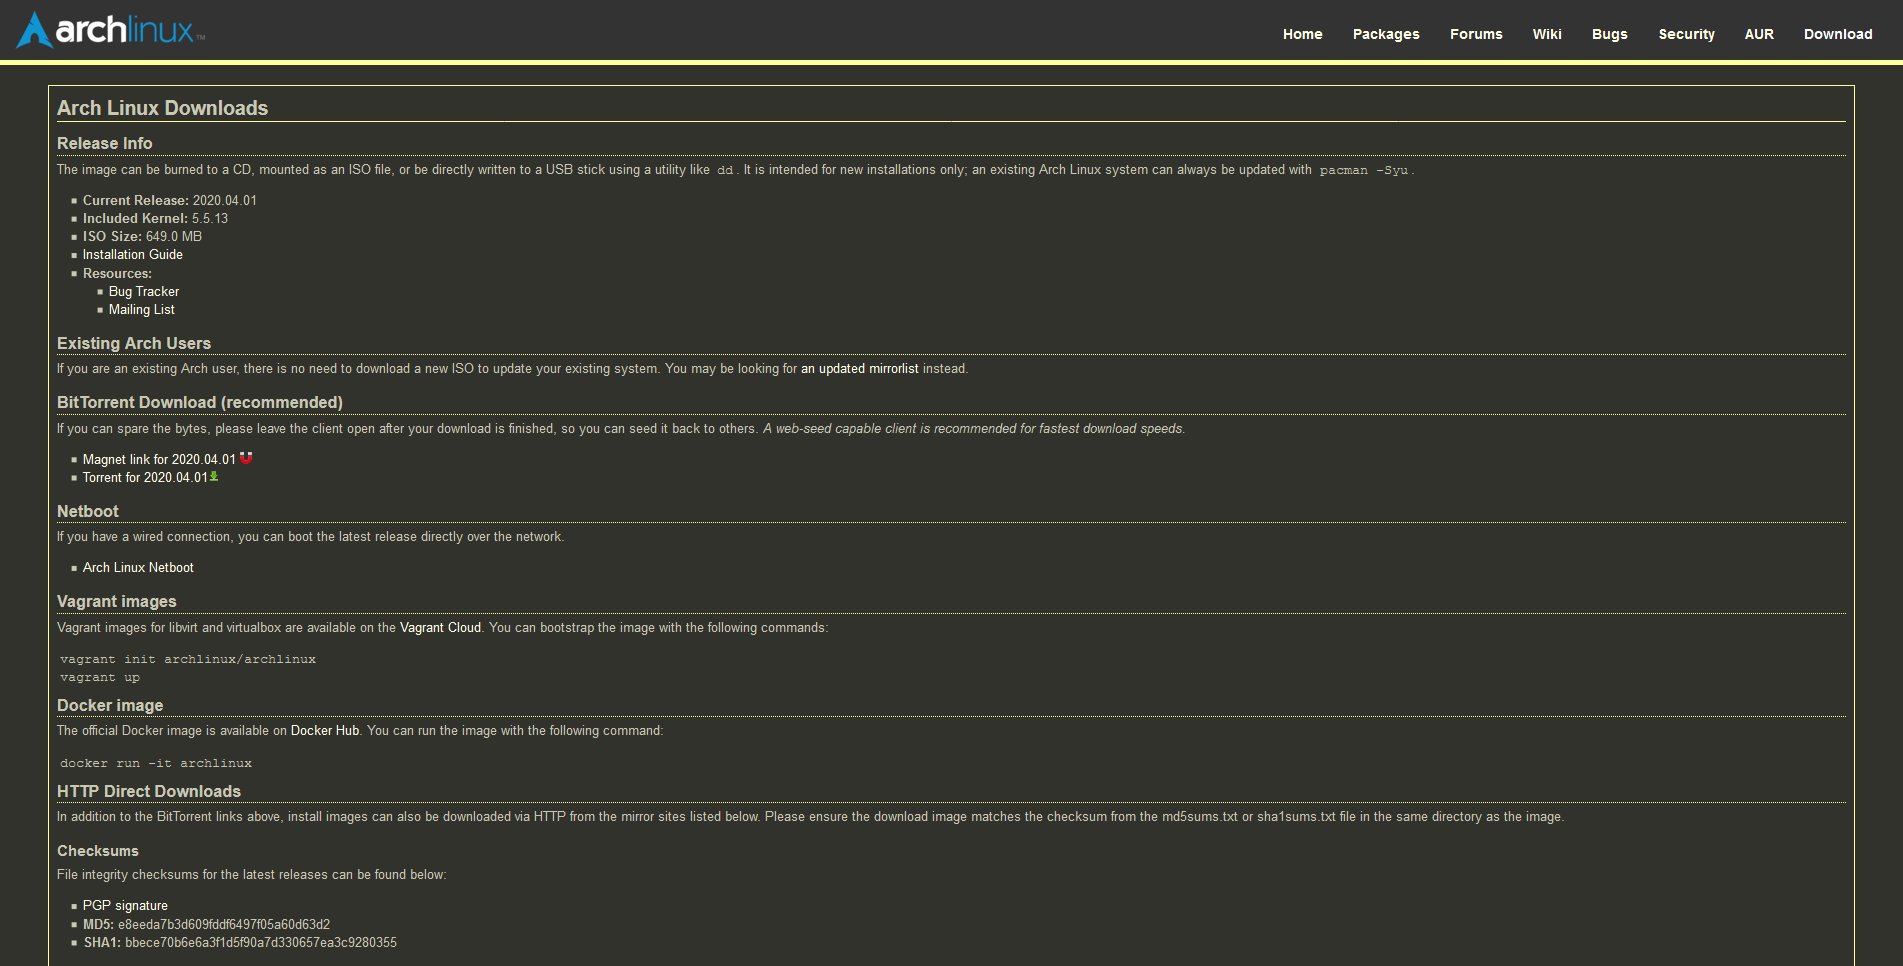 archlinux™
Home Packages Forums Wiki Bugs Security AUR Download
Arch Linux Downloads
Release Info
The image can be burned to a CD, mounted as an ISO file, or be directly written to a USB stick using a utility like dd. It is intended for new installations only; an existing Arch Linux system can always be updated with pacman -Syu.
Current Release: 2020.04.01
Included Kernel: 5.5.13
ISO Size: 649.0 MB
Installation Guide
Resources:
Bug Tracker
Mailing List
Existing Arch Users
If you are an existing Arch user, there is no need to download a new ISO to update your existing system. You may be looking for an updated mirrorlist instead.
BitTorrent Download (recommended)
If you can spare the bytes, please leave the client open after your download is finished, so you can seed it back to others. A web-seed capable client is recommended for fastest download speeds.
Magnet link for 2020.04.01
Torrent for 2020.04.01
Netboot
If you have a wired connection, you can boot the latest release directly over the network.
Arch Linux Netboot
Vagrant images
Vagrant images for libvirt and virtualbox are available on the Vagrant Cloud. You can bootstrap the image with the following commands:
vagrant init archlinux/archlinux
vagrant up
Docker image
The official Docker image is available on Docker Hub. You can run the image with the following command:
docker run -it archlinux
HTTP Direct Downloads
In addition to the BitTorrent links above, install images can also be downloaded via HTTP from the mirror sites listed below. Please ensure the download image matches the checksum from the md5sums.txt or sha1sums.txt file in the same directory as the image.
Checksums
File integrity checksums for the latest releases can be found below:
PGP signature
MD5: e8eeda7b3d609fddf6497f05a60d63d2
SHA1: bbece70b6e6a3f1d5f90a7d330657ea3c9280355